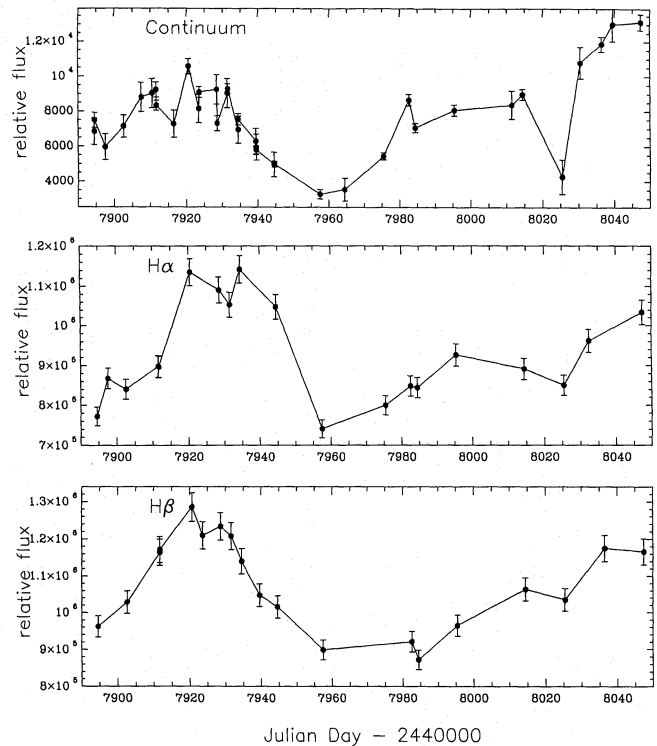 Continuum
relative flux
1.2×10⁴
10⁴
8000
6000
4000
7900 7920 7940 7960 7980 8000 8020 8040
Hα
relative flux
1.2×10⁶
1.1×10⁶
10⁶
9×10⁵
8×10⁵
7×10⁵
7900 7920 7940 7960 7980 8000 8020 8040
Hβ
relative flux
1.3×10⁶
1.2×10⁶
1.1×10⁶
10⁶
9×10⁵
8×10⁵
7900 7920 7940 7960 7980 8000 8020 8040
Julian Day – 2440000